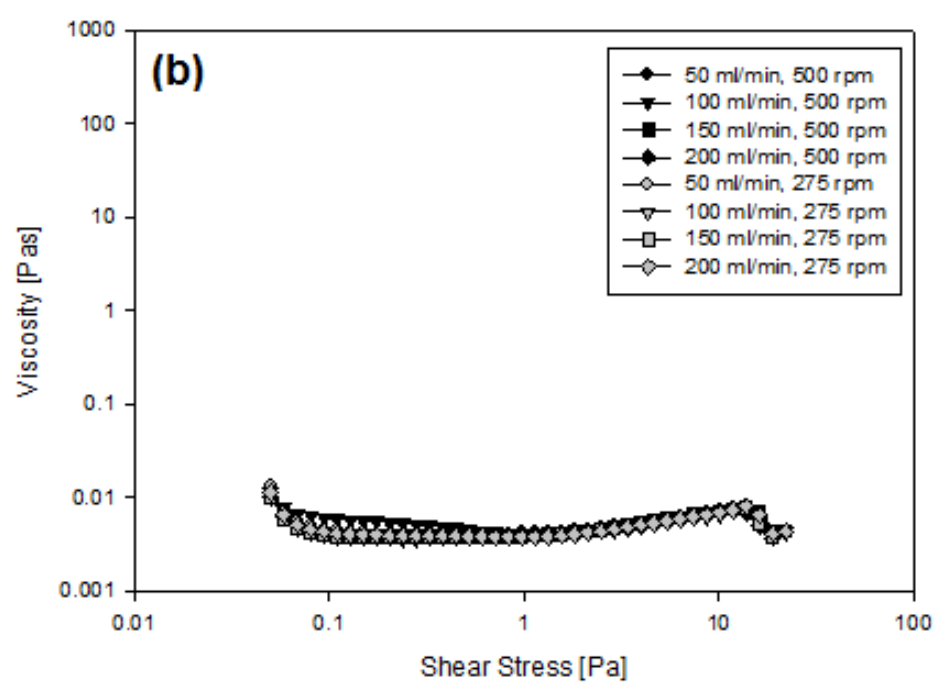 (b)
1000
100
10
1
0.1
0.01
0.001
0.01
0.1
1
10
100
Viscosity [Pas]
Shear Stress [Pa]
50 ml/min, 500 rpm
100 ml/min, 500 rpm
150 ml/min, 500 rpm
200 ml/min, 500 rpm
50 ml/min, 275 rpm
100 ml/min, 275 rpm
150 ml/min, 275 rpm
200 ml/min, 275 rpm